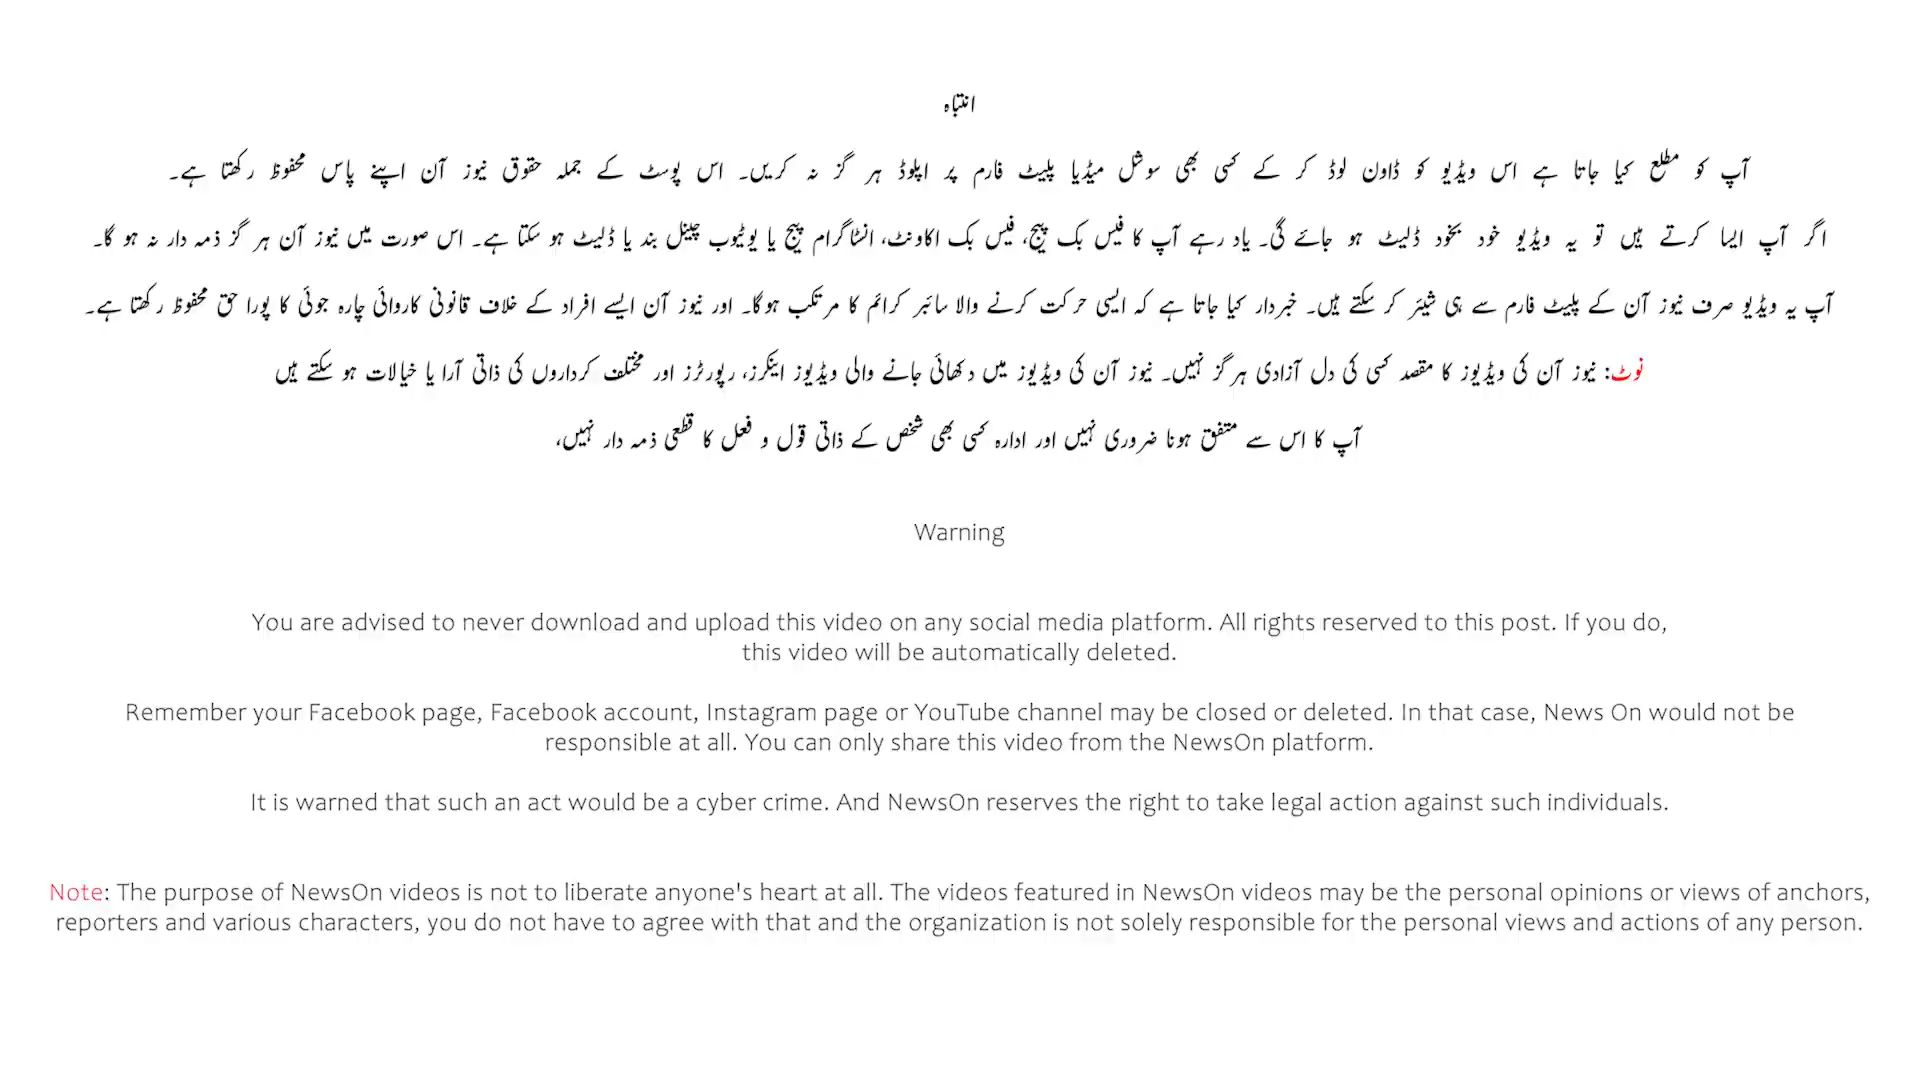 انتباہ
آپ کو مطلع کیا جاتا ہے اس ویڈیو کو ڈاون لوڈ کر کے کسی بھی سوشل میڈیا پلیٹ فارم پر اپلوڈ ہر گز نہ کریں۔ اس پوسٹ کے جملہ حقوق نیوز آن اپنے پاس محفوظ رکھتا ہے۔
اگر آپ ایسا کرتے ہیں تو یہ ویڈیو خود بخود ڈلیٹ ہو جائے گی۔ یاد رہے آپ کا فیس بک پیج، فیس بک اکاونٹ، انسٹاگرام پیج یا یوٹیوب چینل بند یا ڈلیٹ ہو سکتا ہے۔ اس صورت میں نیوز آن ہر گز ذمہ دار نہ ہو گا۔
آپ یہ ویڈیو صرف نیوز آن کے پلیٹ فارم سے ہی شیئر کر سکتے ہیں۔ خبردار کیا جاتا ہے کہ ایسی حرکت کرنے والا سائبر کرائم کا مرتکب ہوگا۔ اور نیوز آن ایسے افراد کے خلاف قانونی کاروائی چارہ جوئی کا پورا حق محفوظ رکھتا ہے۔
نوٹ: نیوز آن کی ویڈیوز کا مقصد کسی کی دل آزادی ہرگز نہیں۔ نیوز آن کی ویڈیوز میں دکھائی جانے والی ویڈیوز اینکرز، رپورٹرز اور مختلف کرداروں کی ذاتی آرا یا خیالات ہو سکتے ہیں
آپ کا اس سے متفق ہونا ضروری نہیں اور ادارہ کسی بھی شخص کے ذاتی قول و فعل کا قطعی ذمہ دار نہیں،
Warning
You are advised to never download and upload this video on any social media platform. All rights reserved to this post. If you do,
this video will be automatically deleted.
Remember your Facebook page, Facebook account, Instagram page or YouTube channel may be closed or deleted. In that case, News On would not be
responsible at all. You can only share this video from the NewsOn platform.
It is warned that such an act would be a cyber crime. And NewsOn reserves the right to take legal action against such individuals.
Note: The purpose of NewsOn videos is not to liberate anyone's heart at all. The videos featured in NewsOn videos may be the personal opinions or views of anchors,
reporters and various characters, you do not have to agree with that and the organization is not solely responsible for the personal views and actions of any person.